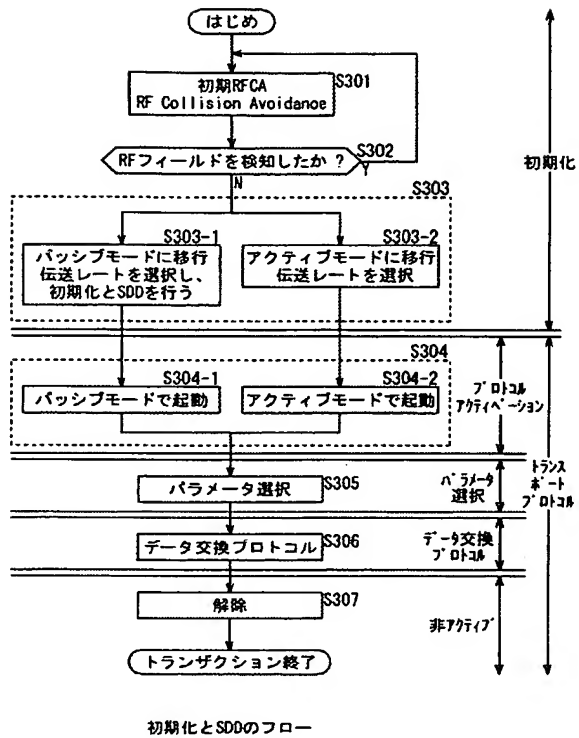 はじめ
初期RFCA
RF Collision Avoidance
S301
RFフィールドを検知したか ?
S302
Y
N
初期化
S303
S303-1
パッシブモードに移行
伝送レートを選択し、
初期化とSDDを行う
S303-2
アクティブモードに移行
伝送レートを選択
S304
S304-1
パッシブモードで起動
S304-2
アクティブモードで起動
プロトコル
アクティベーション
パラメータ選択
S305
パラメータ
選択
トランス
ポート
プロトコル
データ交換プロトコル
S306
データ交換
プロトコル
解除
S307
非アクティブ
トランザクション終了
初期化とSDDのフロー